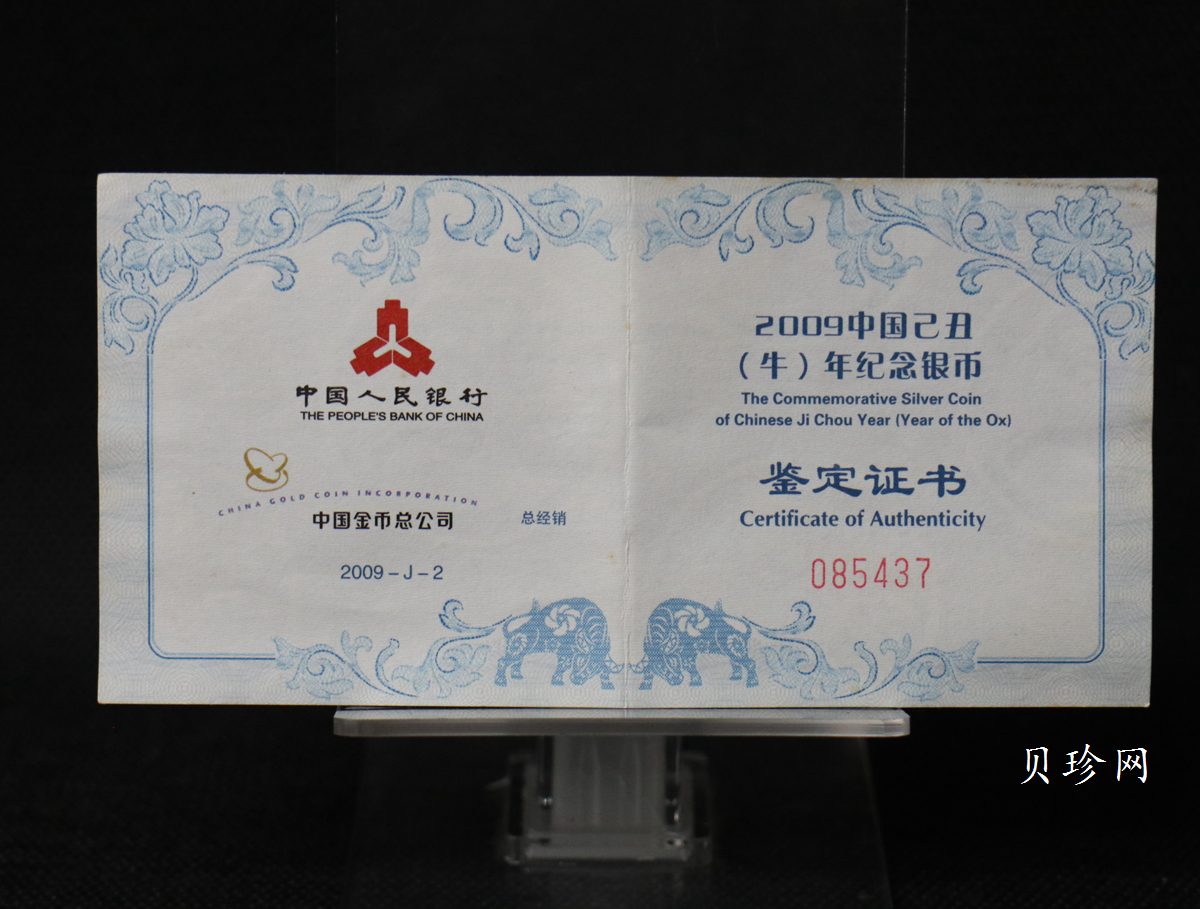 中国人民银行
THE PEOPLE'S BANK OF CHINA
CHINA GOLD COIN INCORPORATION
中国金币总公司 总经销
2009-J-2
2009中国己丑
（牛）年纪念银币
The Commemorative Silver Coin
of Chinese Ji Chou Year (Year of the Ox)
鉴定证书
Certificate of Authenticity
085437
贝珍网